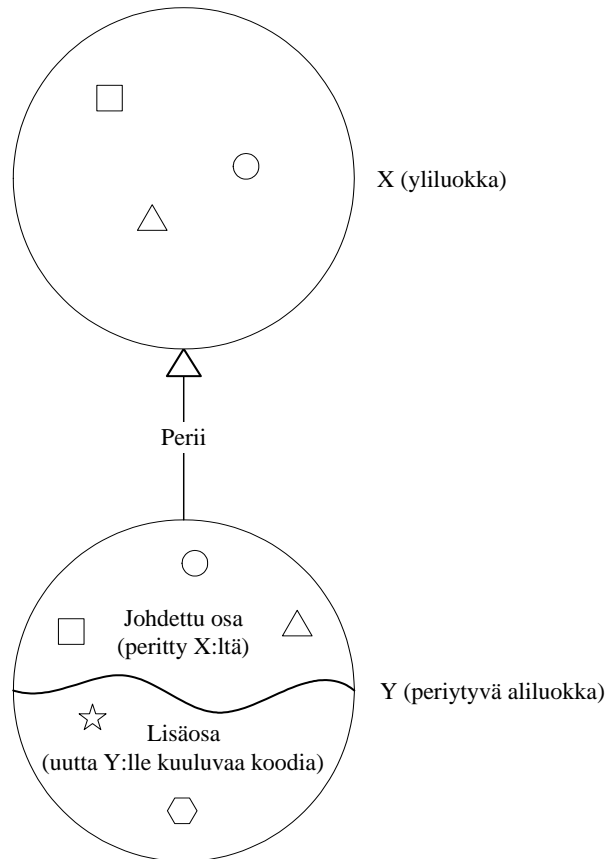 X (yliluokka)
Perii
Johdettu osa
(peritty X:ltä)
Y (periytyvä aliluokka)
Lisäosa
(uutta Y:lle kuuluvaa koodia)